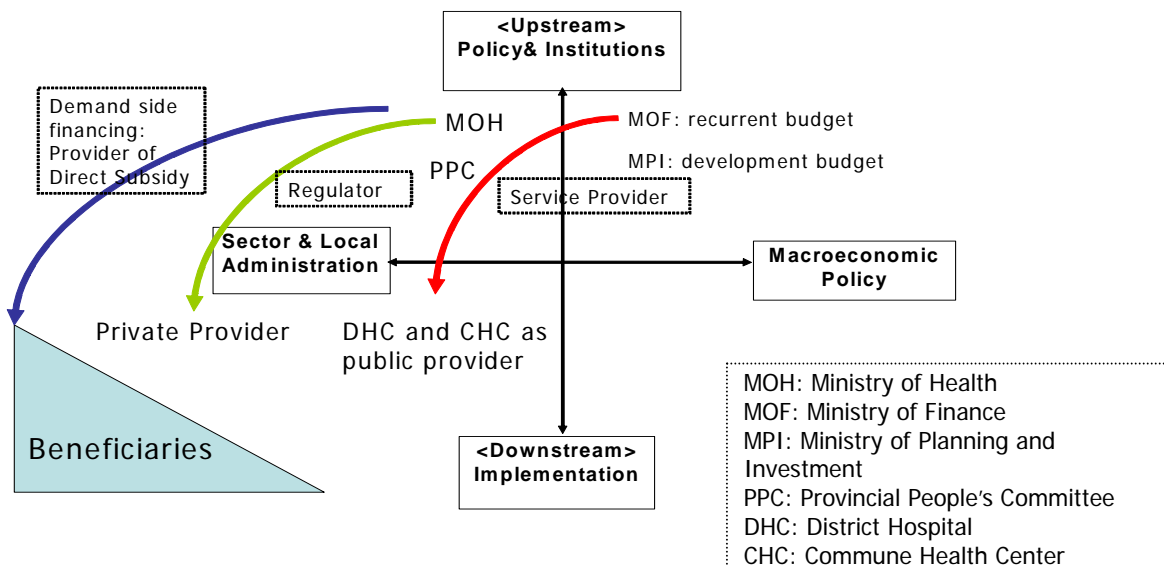 <Upstream>
Policy& Institutions
Demand side
financing:
Provider of
Direct Subsidy
MOH
MOF: recurrent budget
PPC
MPI: development budget
Regulator
Service Provider
Sector & Local
Administration
Macroeconomic
Policy
Private Provider
DHC and CHC as
public provider
Beneficiaries
<Downstream>
Implementation
MOH: Ministry of Health
MOF: Ministry of Finance
MPI: Ministry of Planning and
Investment
PPC: Provincial People's Committee
DHC: District Hospital
CHC: Commune Health Center